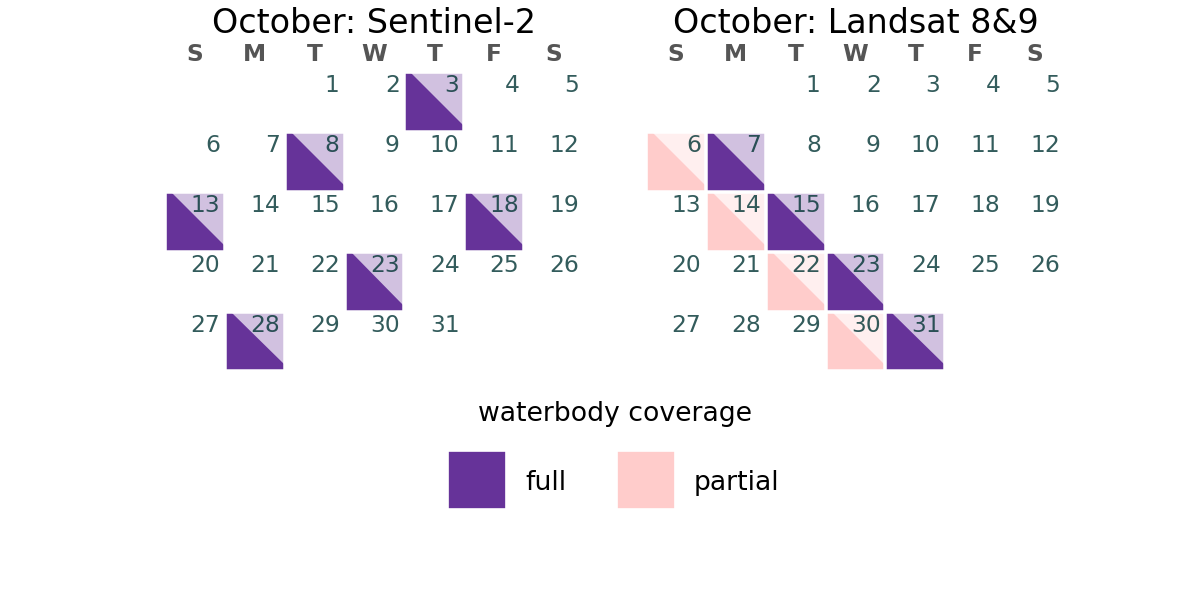 October: Sentinel-2
S M T W T F S
1 2 3 4 5
6 7 8 9 10 11 12
13 14 15 16 17 18 19
20 21 22 23 24 25 26
27 28 29 30 31
October: Landsat 8&9
S M T W T F S
1 2 3 4 5
6 7 8 9 10 11 12
13 14 15 16 17 18 19
20 21 22 23 24 25 26
27 28 29 30 31
waterbody coverage
full
partial